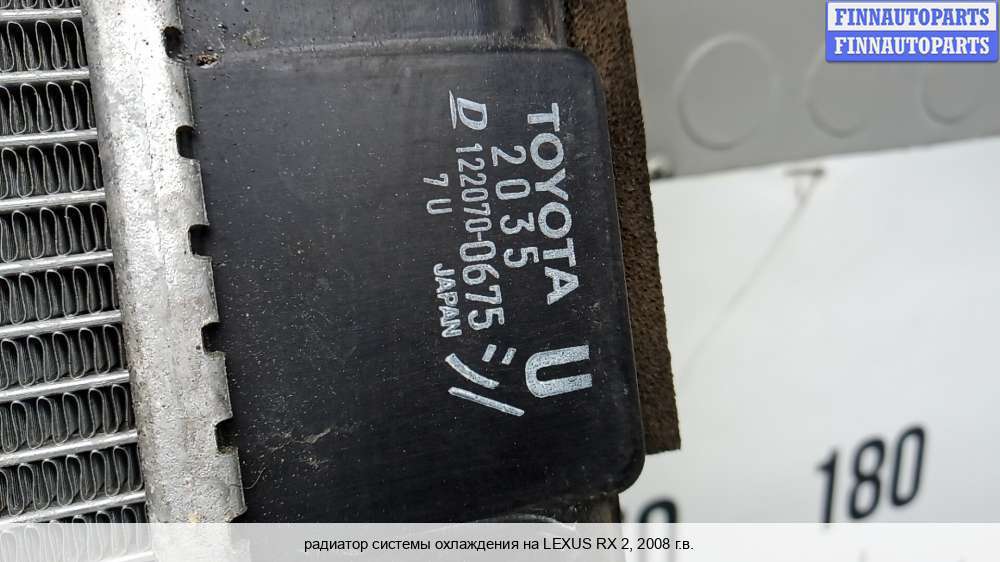 FINNAUTOPARTS
FINNAUTOPARTS
TOYOTA U
2035
D 122070-0675
7U JAPAN
180
радиатор системы охлаждения на LEXUS RX 2, 2008 г.в.